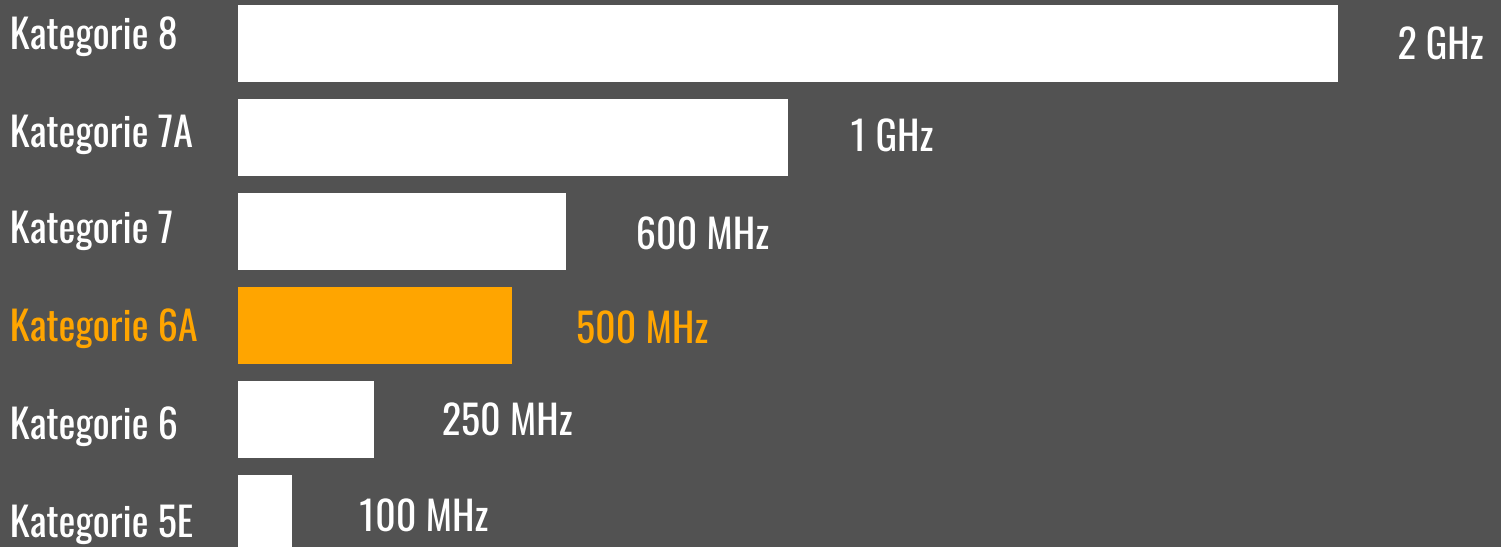 Kategorie 8 2 GHz
Kategorie 7A 1 GHz
Kategorie 7 600 MHz
Kategorie 6A 500 MHz
Kategorie 6 250 MHz
Kategorie 5E 100 MHz